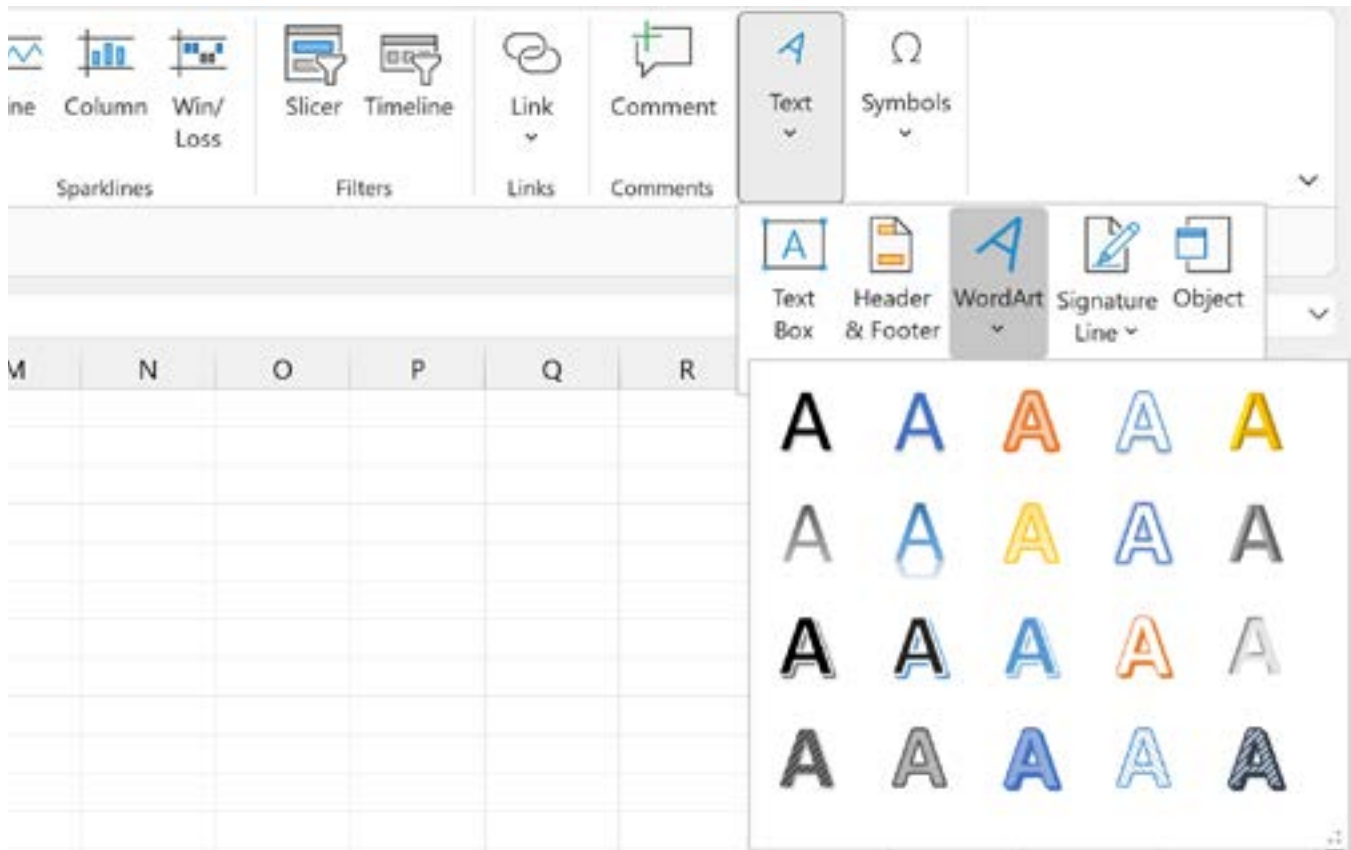 ne Column Win/ Slicer Timeline Link Comment Text Symbols
Loss
Sparklines Filters Links Comments
Text Header WordArt Signature Object
Box & Footer Line
M N O P Q R
A A A A A
A A A A A
A A A A A
A A A A A